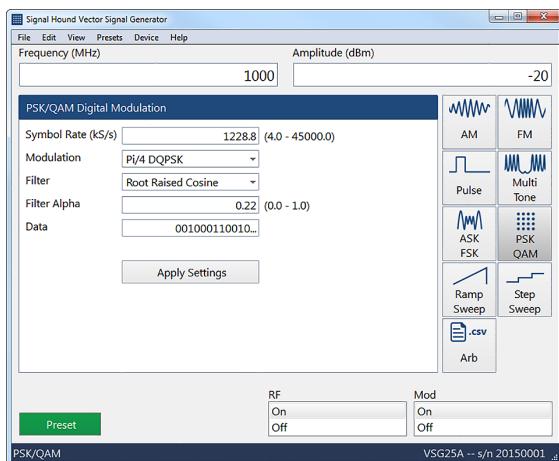 Signal Hound Vector Signal Generator
File Edit View Presets Device Help
Frequency (MHz) Amplitude (dBm)
1000 -20
PSK/QAM Digital Modulation
Symbol Rate (kS/s) 1228.8 (4.0 - 45000.0)
Modulation Pi/4 DQPSK
Filter Root Raised Cosine
Filter Alpha 0.22 (0.0 - 1.0)
Data 001000110010...
Apply Settings
AM FM
Pulse Multi
Tone
ASK PSK
FSK QAM
Ramp Step
Sweep Sweep
.csv
Arb
RF Mod
On On
Off Off
Preset
PSK/QAM VSG25A -- s/n 20150001